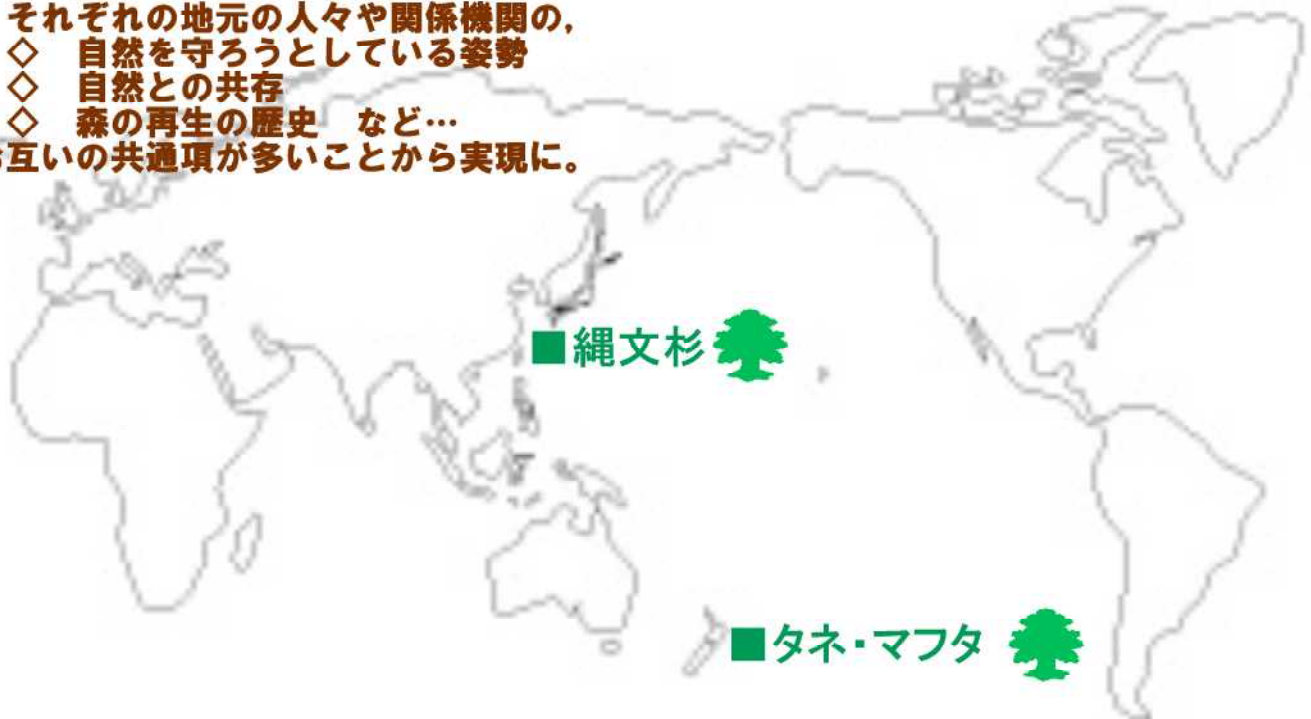 それぞれの地元の人々や関係機関の,
◇ 自然を守ろうとしている姿勢
◇ 自然との共存
◇ 森の再生の歴史 など…
互いの共通項が多いことから実現に。
■縄文杉
■タネ・マフタ